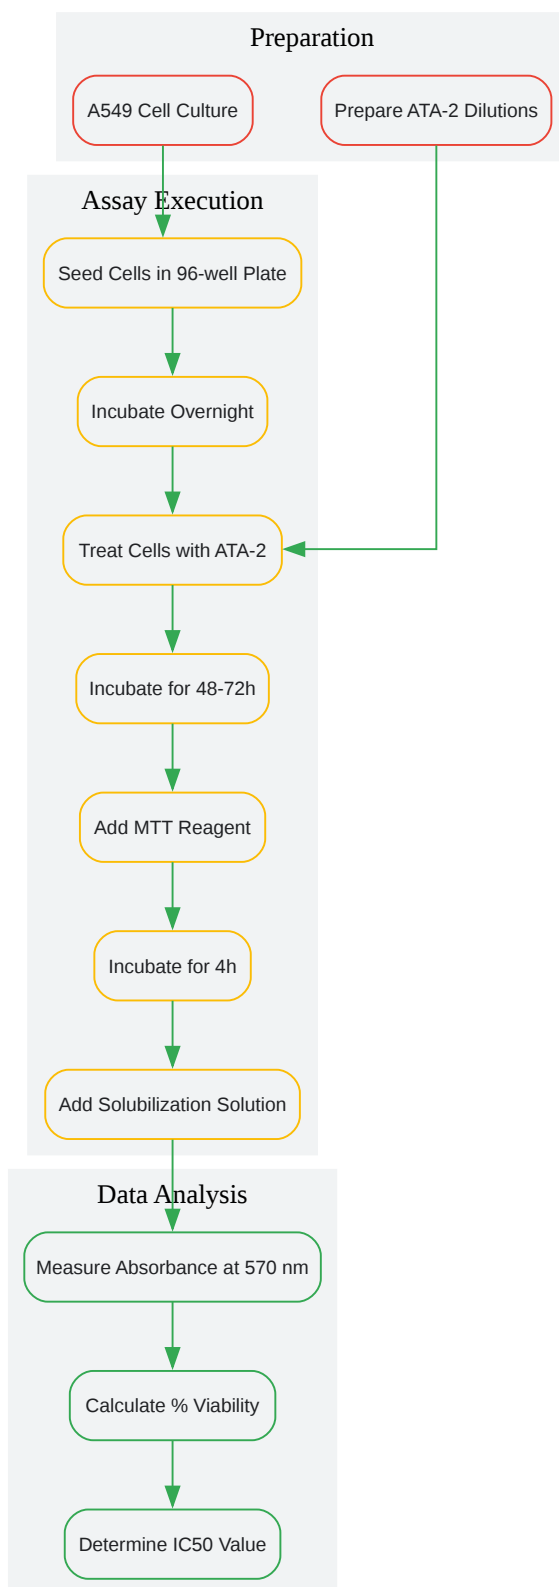 Preparation
A549 Cell Culture
Prepare ATA-2 Dilutions
Assay Execution
Seed Cells in 96-well Plate
Incubate Overnight
Treat Cells with ATA-2
Incubate for 48-72h
Add MTT Reagent
Incubate for 4h
Add Solubilization Solution
Data Analysis
Measure Absorbance at 570 nm
Calculate % Viability
Determine IC50 Value